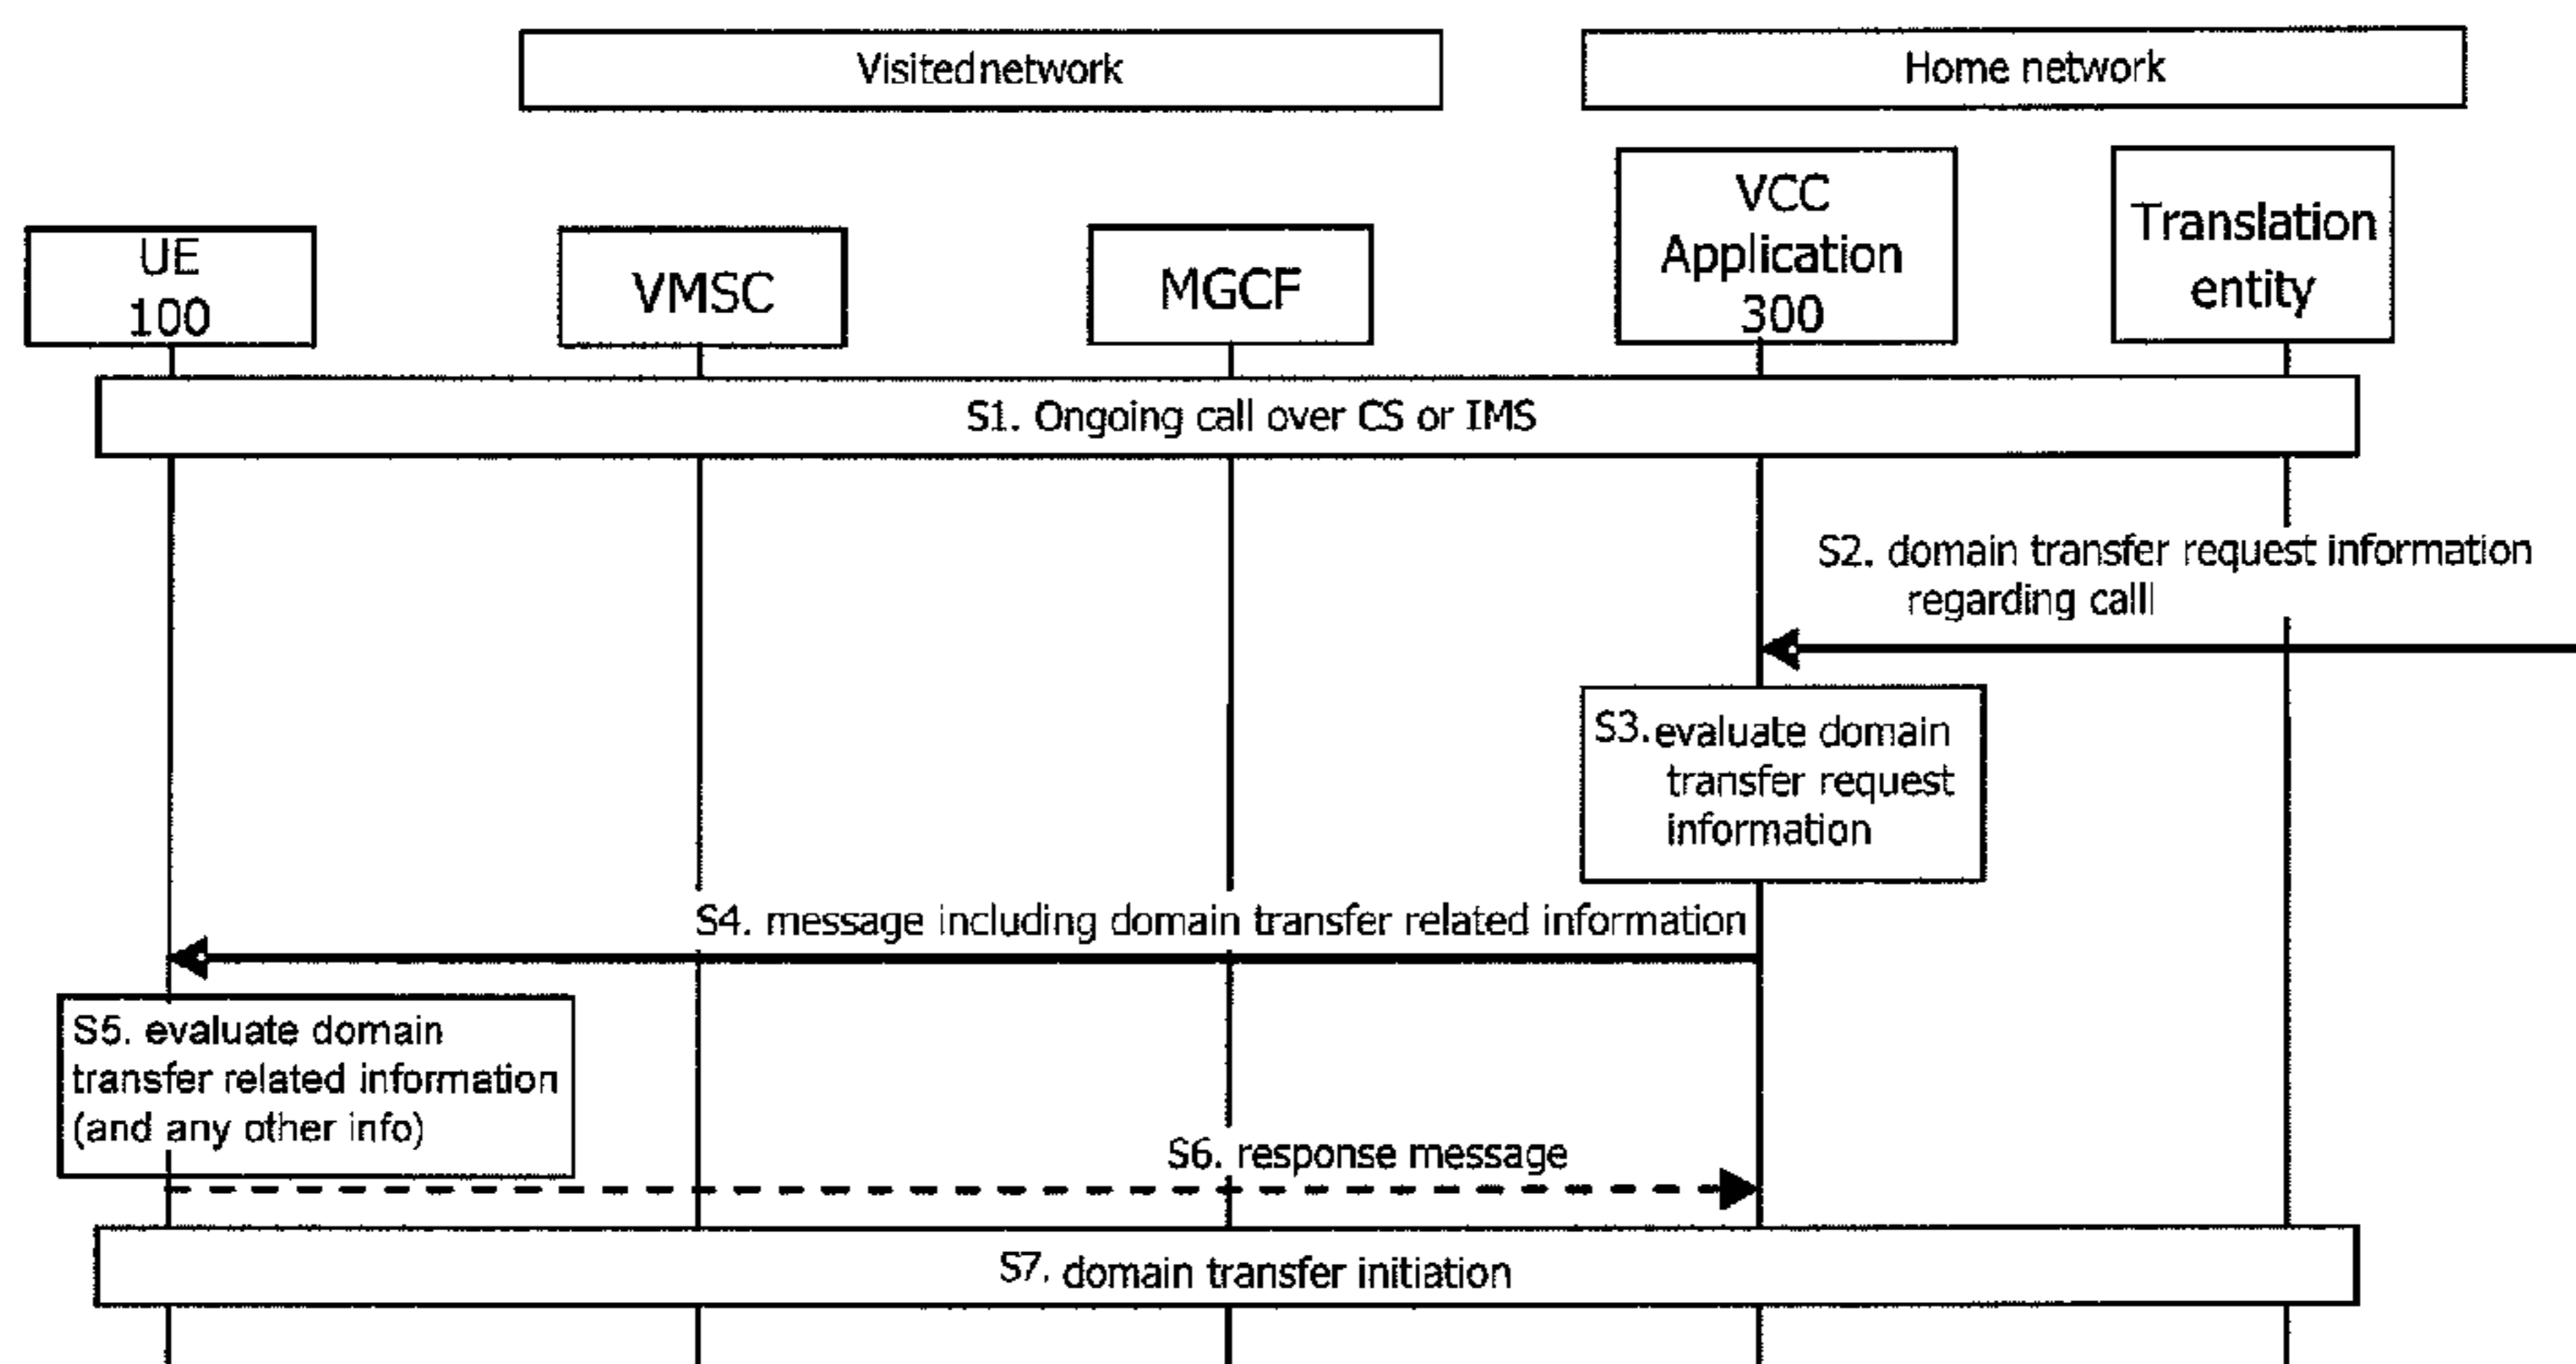 Visitednetwork
Home network
UE
100
VMSC
MGCF
VCC
Application
300
Translation
entity
S1. Ongoing call over CS or IMS
S2. domain transfer request information
regarding call
S3. evaluate domain
transfer request
information
S4. message including domain transfer related information
S5. evaluate domain
transfer related information
(and any other info)
S6. response message
S7. domain transfer initiation